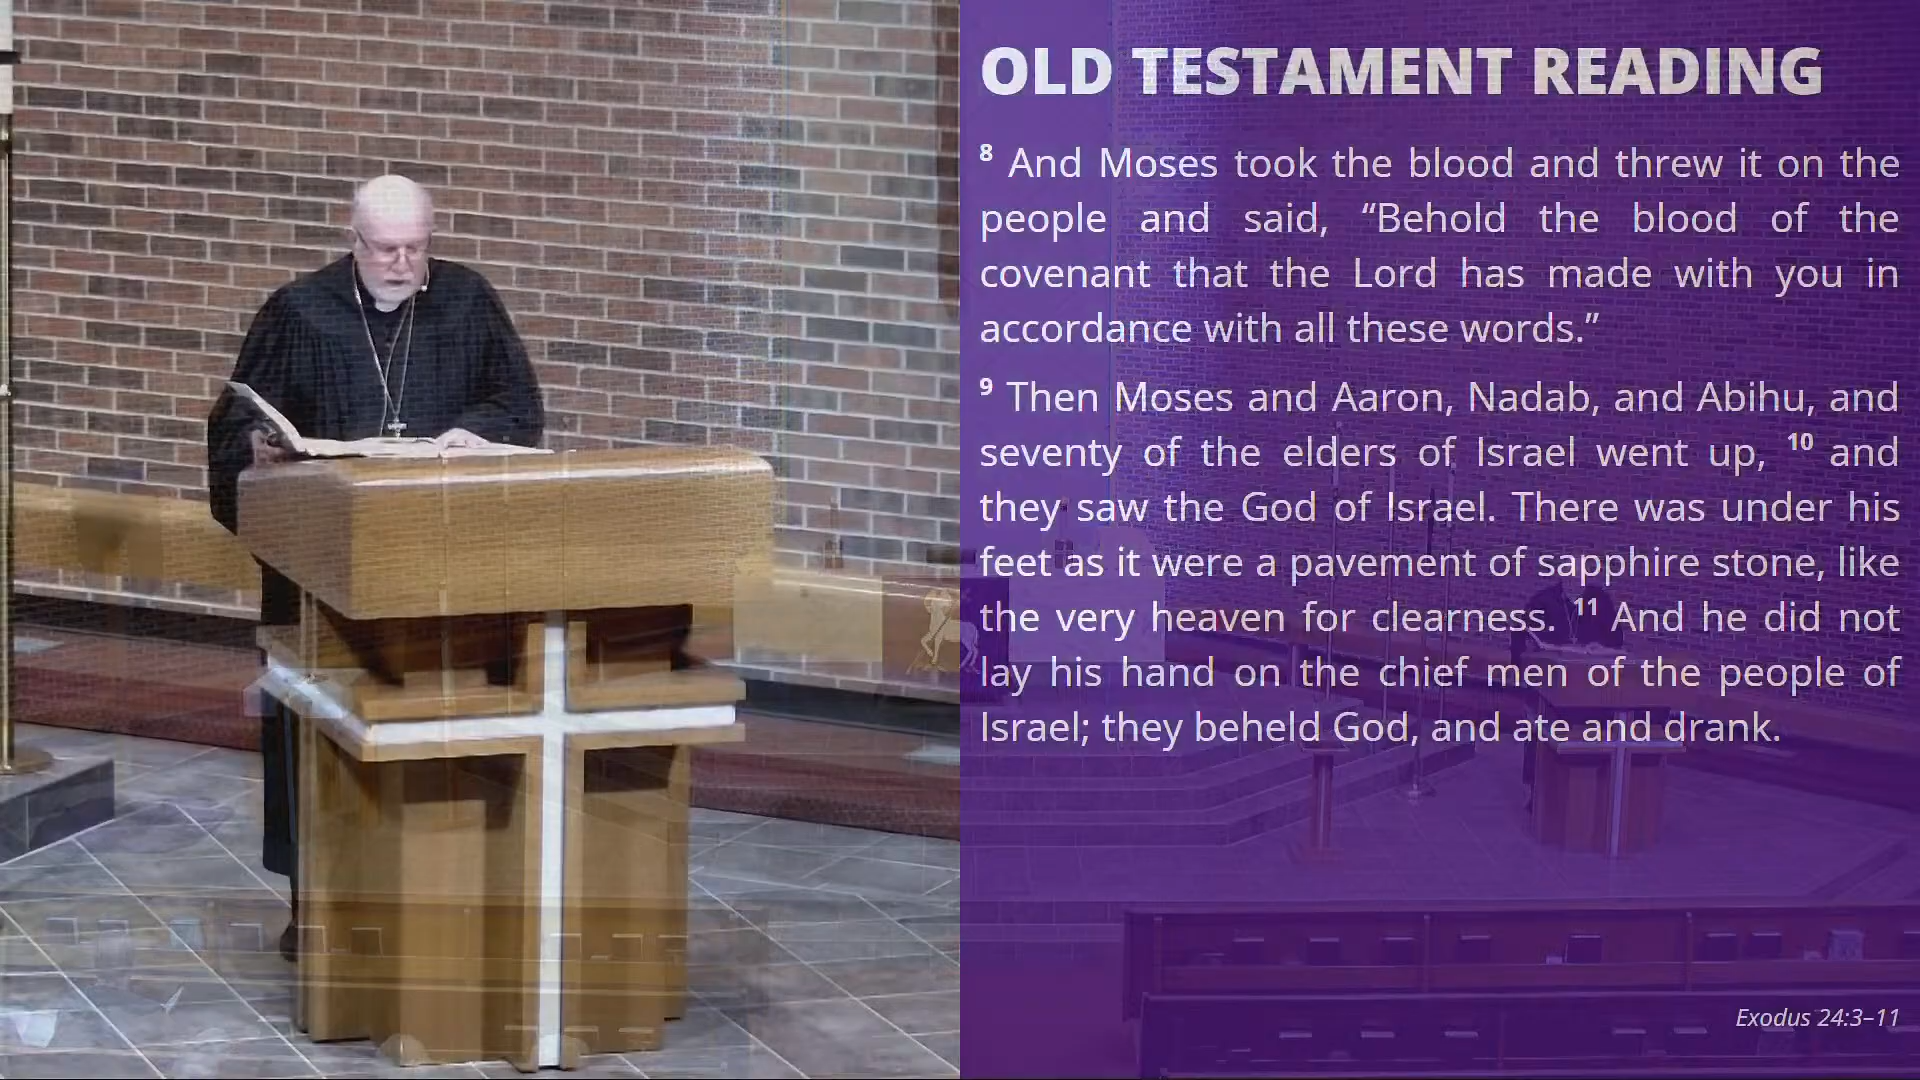 OLD TESTAMENT READING
8 And Moses took the blood and threw it on the
people and said, “Behold the blood of the
covenant that the Lord has made with you in
accordance with all these words.”
9 Then Moses and Aaron, Nadab, and Abihu, and
seventy of the elders of Israel went up, 10 and
they saw the God of Israel. There was under his
feet as it were a pavement of sapphire stone, like
the very heaven for clearness. 11 And he did not
lay his hand on the chief men of the people of
Israel; they beheld God, and ate and drank.
Exodus 24:3–11